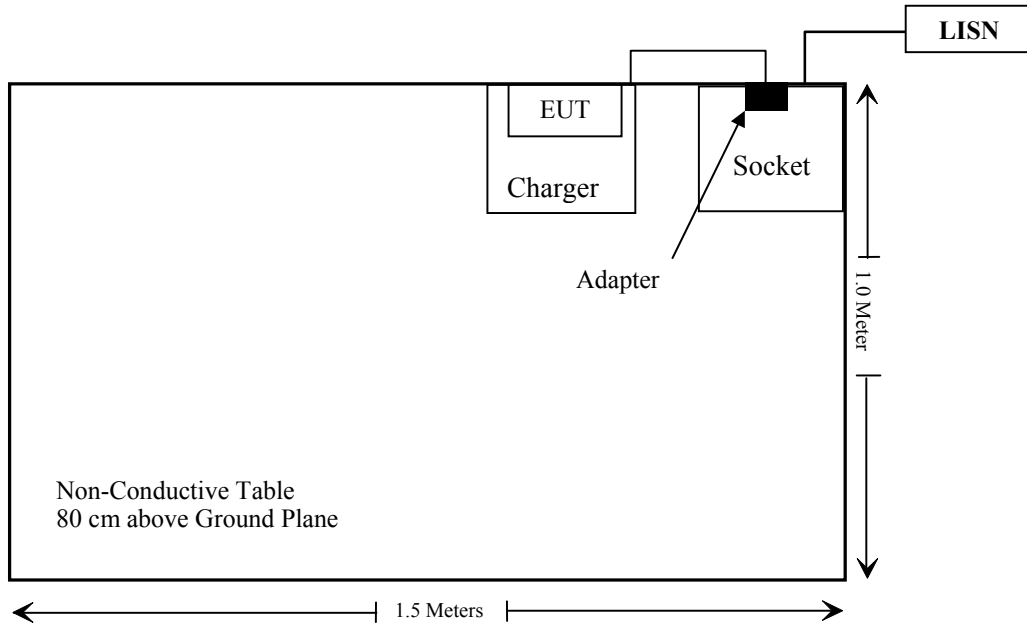 LISN
EUT
Charger
Socket
Adapter
1.0 Meter
Non-Conductive Table
80 cm above Ground Plane
1.5 Meters